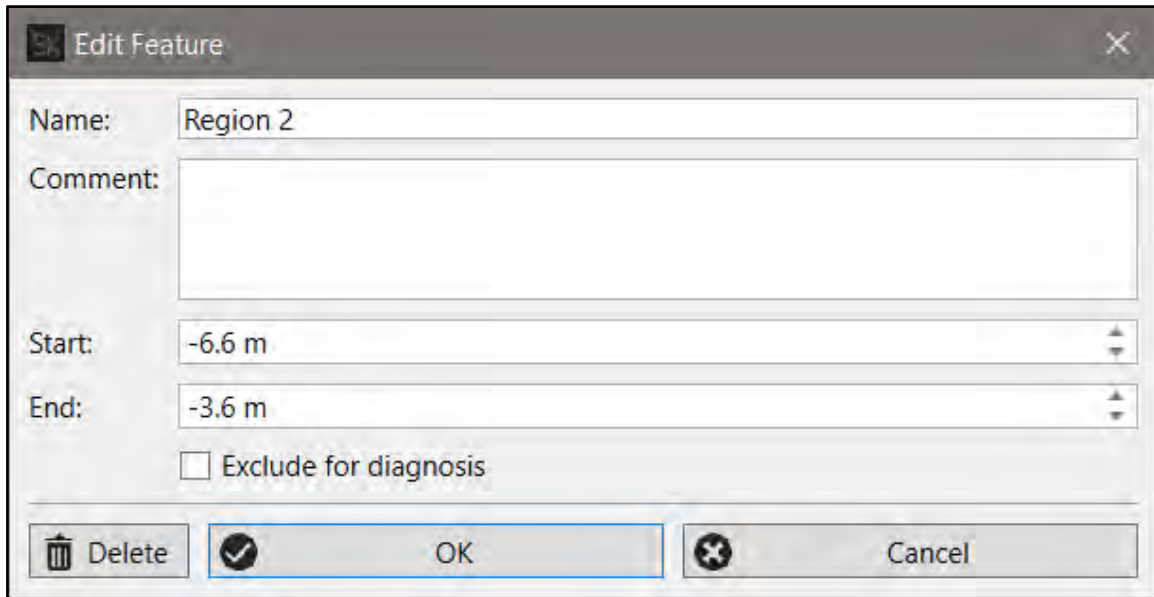 Edit Feature
Name: Region 2
Comment:
Start: -6.6 m
End: -3.6 m
Exclude for diagnosis
Delete OK Cancel